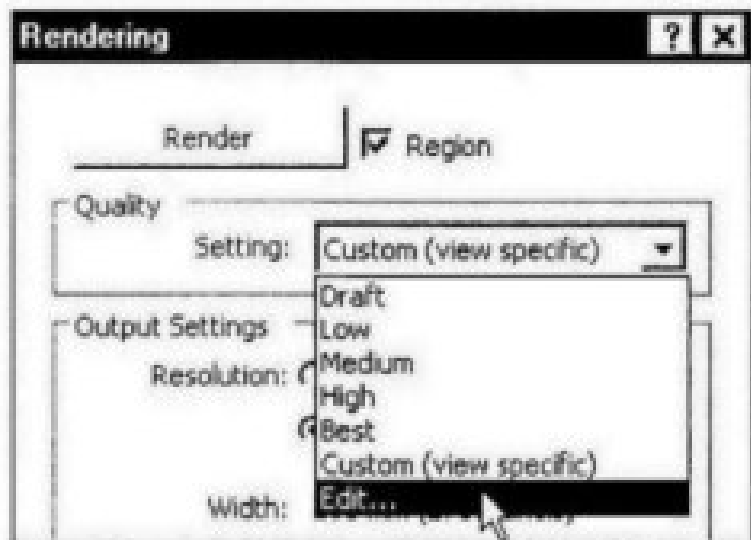 Rendering
Render
Region
Quality
Setting: Custom (view specific)
Draft
Output Settings
Low
Resolution:
Medium
High
Best
Custom (view specific)
Width:
Edit...